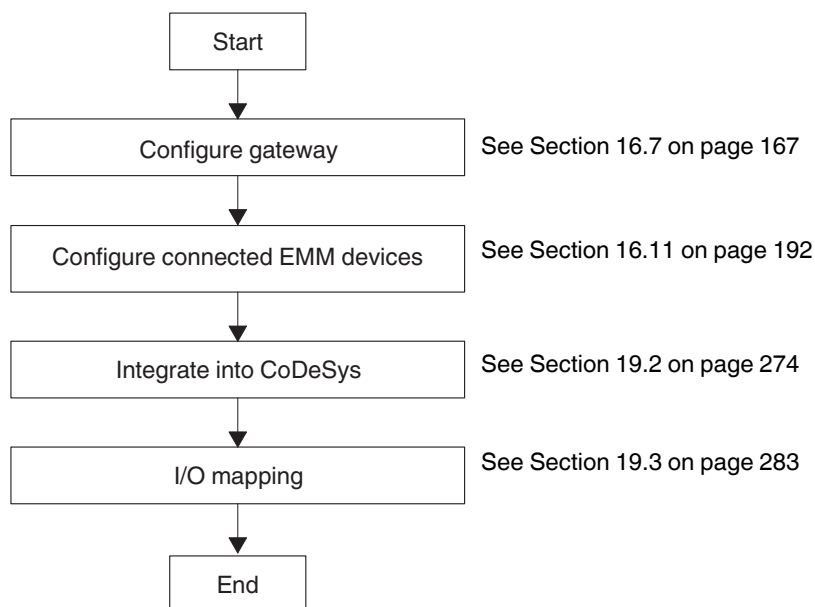 Start
Configure gateway
See Section 16.7 on page 167
Configure connected EMM devices
See Section 16.11 on page 192
Integrate into CoDeSys
See Section 19.2 on page 274
I/O mapping
See Section 19.3 on page 283
End